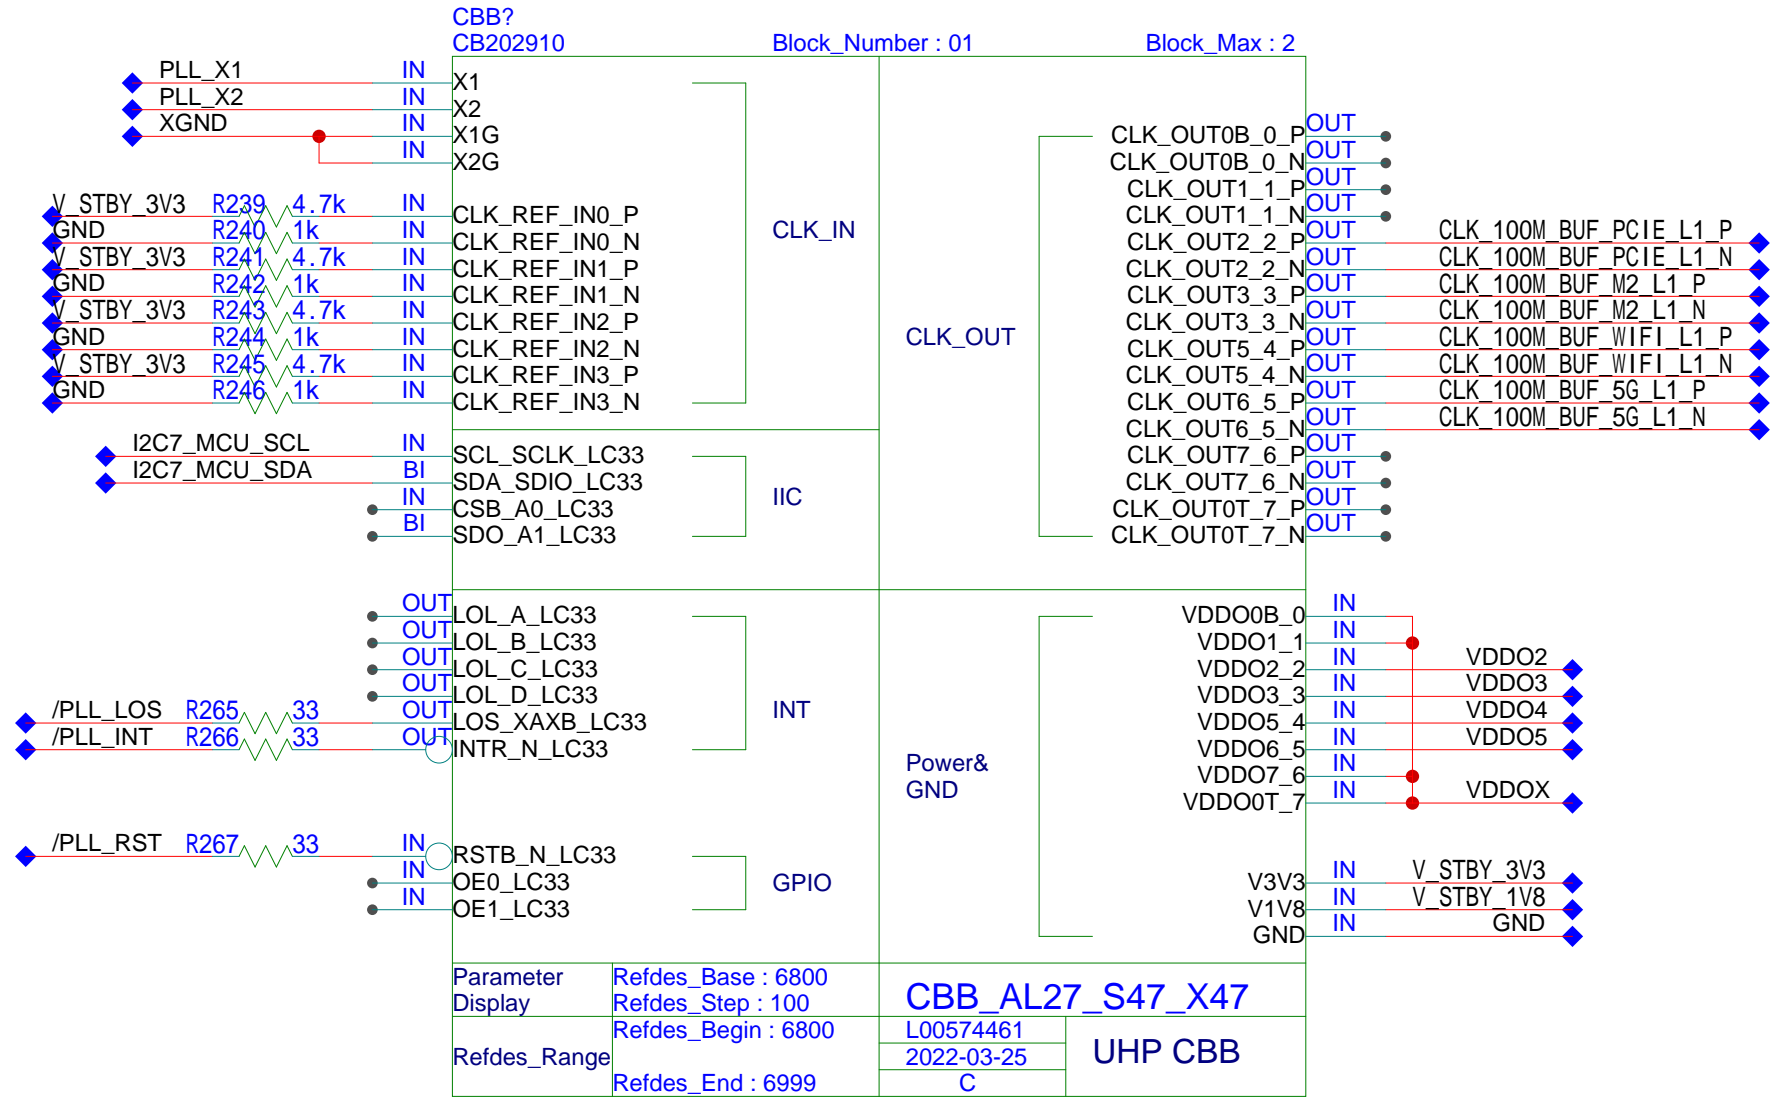 CBB?
CB202910 Block_Number : 01 Block_Max : 2
PLL_X1 IN X1
PLL_X2 IN X2
XGND IN X1G
IN X2G
V_STBY_3V3 R239 4.7k IN CLK_REF_IN0_P
GND R240 1k IN CLK_REF_IN0_N
V_STBY_3V3 R241 4.7k IN CLK_REF_IN1_P
GND R242 1k IN CLK_REF_IN1_N
V_STBY_3V3 R243 4.7k IN CLK_REF_IN2_P
GND R244 1k IN CLK_REF_IN2_N
V_STBY_3V3 R245 4.7k IN CLK_REF_IN3_P
GND R246 1k IN CLK_REF_IN3_N
CLK_IN
I2C7_MCU_SCL IN SCL_SCLK_LC33
I2C7_MCU_SDA BI SDA_SDIO_LC33
IN CSB_A0_LC33
BI SDO_A1_LC33
IIC
OUT LOL_A_LC33
OUT LOL_B_LC33
OUT LOL_C_LC33
OUT LOL_D_LC33
/PLL_LOS R265 33 OUT LOS_XAXB_LC33
/PLL_INT R266 33 OUT INTR_N_LC33
INT
/PLL_RST R267 33 IN RSTB_N_LC33
IN OE0_LC33
IN OE1_LC33
GPIO
CLK_OUT
CLK_OUT0B_0_P OUT
CLK_OUT0B_0_N OUT
CLK_OUT1_1_P OUT
CLK_OUT1_1_N OUT
CLK_OUT2_2_P OUT CLK_100M_BUF_PCIE_L1_P
CLK_OUT2_2_N OUT CLK_100M_BUF_PCIE_L1_N
CLK_OUT3_3_P OUT CLK_100M_BUF_M2_L1_P
CLK_OUT3_3_N OUT CLK_100M_BUF_M2_L1_N
CLK_OUT5_4_P OUT CLK_100M_BUF_WIFI_L1_P
CLK_OUT5_4_N OUT CLK_100M_BUF_WIFI_L1_N
CLK_OUT6_5_P OUT CLK_100M_BUF_5G_L1_P
CLK_OUT6_5_N OUT CLK_100M_BUF_5G_L1_N
CLK_OUT7_6_P OUT
CLK_OUT7_6_N OUT
CLK_OUT0T_7_P OUT
CLK_OUT0T_7_N OUT
Power&
GND
VDDO0B_0 IN
VDDO1_1 IN
VDDO2_2 IN VDDO2
VDDO3_3 IN VDDO3
VDDO5_4 IN VDDO4
VDDO6_5 IN VDDO5
VDDO7_6 IN
VDDO0T_7 IN VDDOX
V3V3 IN V_STBY_3V3
V1V8 IN V_STBY_1V8
GND IN GND
Parameter Refdes_Base : 6800
Display Refdes_Step : 100
CBB_AL27_S47_X47
Refdes_Range
Refdes_Begin : 6800
Refdes_End : 6999
L00574461
2022-03-25
C
UHP CBB